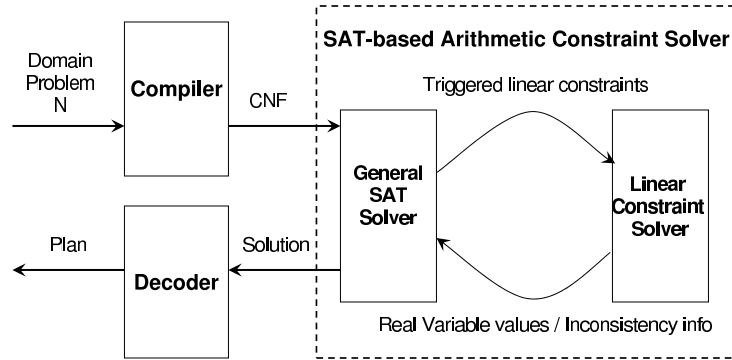 SAT-based Arithmetic Constraint Solver
Domain
Problem
N
Compiler
CNF
Triggered linear constraints
General
SAT
Solver
Linear
Constraint
Solver
Plan
Decoder
Solution
Real Variable values / Inconsistency info